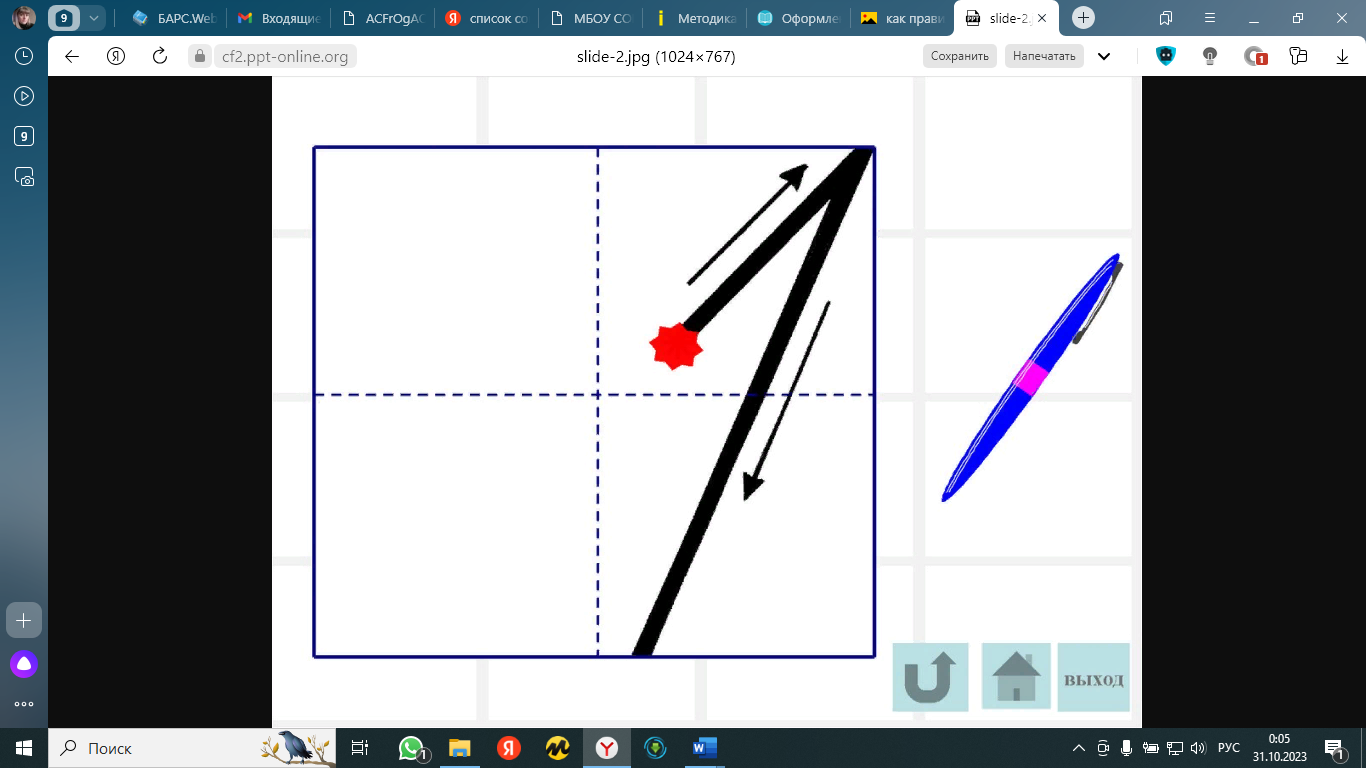 9
БАРС.Web
Входящие
ACFrOgAC
список со
МБОУ СО
Методика
Оформле
как прави
slide-2.
cf2.ppt-online.org
slide-2.jpg (1024×767)
Сохранить
Напечатать
1
9
ВЫХОД
Поиск
1
РУС
0:05
31.10.2023
1